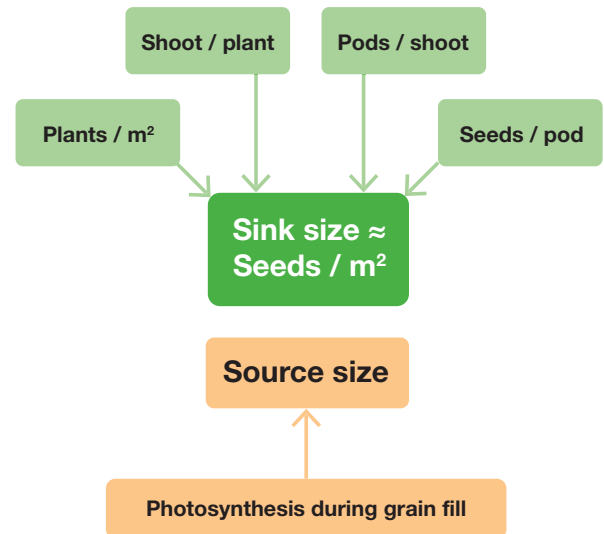 Shoot / plant
Pods / shoot
Plants / m²
Seeds / pod
Sink size ≈
Seeds / m²
Source size
Photosynthesis during grain fill